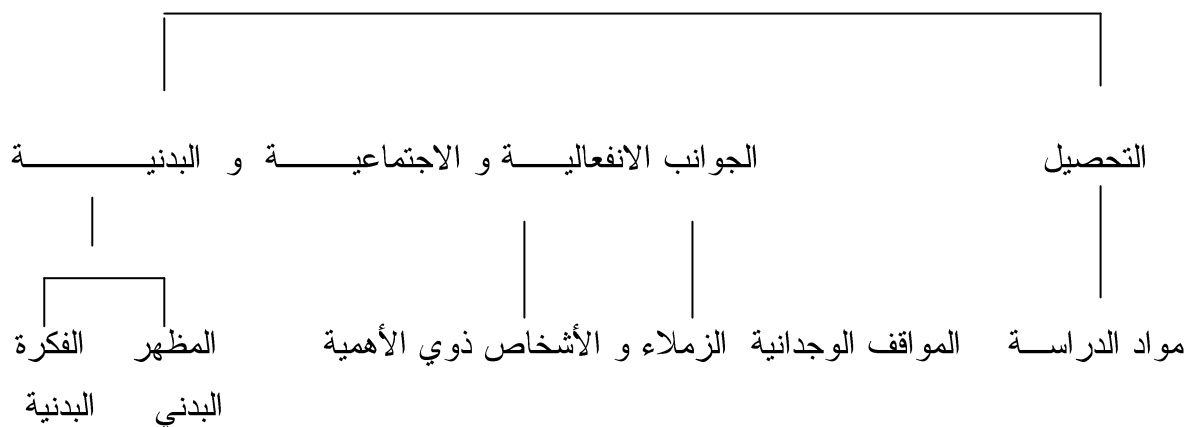 التحصيل الجوانب الانفعالية و الاجتماعية و البدنية
مواد الدراسة المواقف الوجدانية الزملاء و الأشخاص ذوي الأهمية المظهر الفكرة
البدني البدنية